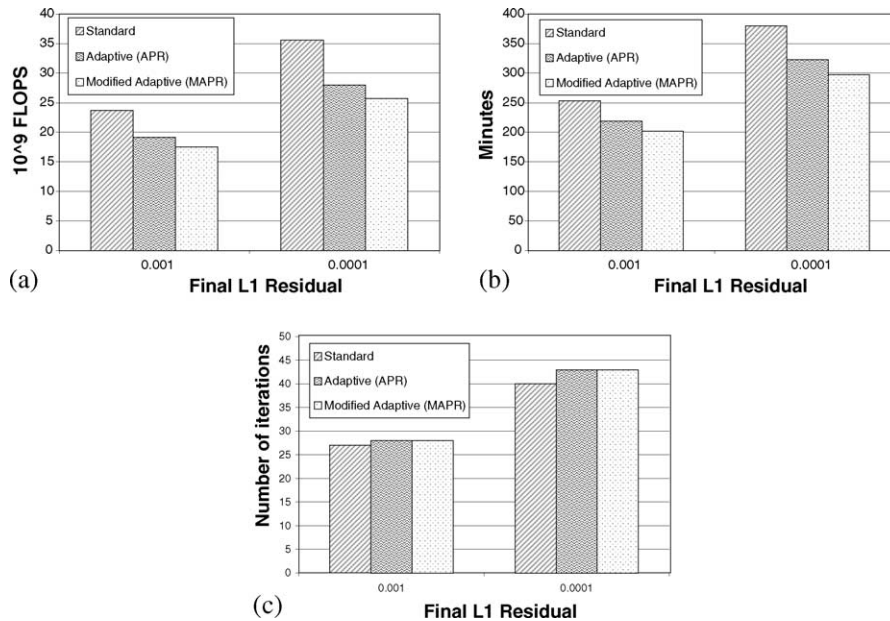 40
35
30
25
20
15
10
5
0
10^9 FLOPS
Standard
Adaptive (APR)
Modified Adaptive (MAPR)
0.001 0.0001
Final L1 Residual
(a)
400
350
300
250
200
150
100
50
0
Minutes
Standard
Adaptive (APR)
Modified Adaptive (MAPR)
0.001 0.0001
Final L1 Residual
(b)
50
45
40
35
30
25
20
15
10
5
0
Number of iterations
Standard
Adaptive (APR)
Modified Adaptive (MAPR)
0.001 0.0001
Final L1 Residual
(c)